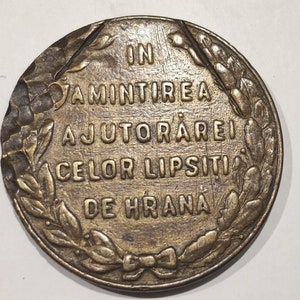 IN
AMINTIREA
AJUTORĂREI
CELOR LIPSIȚI
DE HRANĂ